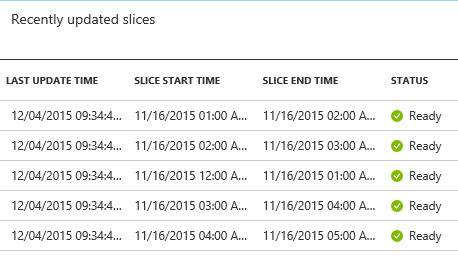 Recently updated slices
LAST UPDATE TIME SLICE START TIME SLICE END TIME STATUS
12/04/2015 09:34:4... 11/16/2015 01:00 A... 11/16/2015 02:00 A... Ready
12/04/2015 09:34:4... 11/16/2015 02:00 A... 11/16/2015 03:00 A... Ready
12/04/2015 09:34:4... 11/16/2015 12:00 A... 11/16/2015 01:00 A... Ready
12/04/2015 09:34:4... 11/16/2015 03:00 A... 11/16/2015 04:00 A... Ready
12/04/2015 09:34:4... 11/16/2015 04:00 A... 11/16/2015 05:00 A... Ready